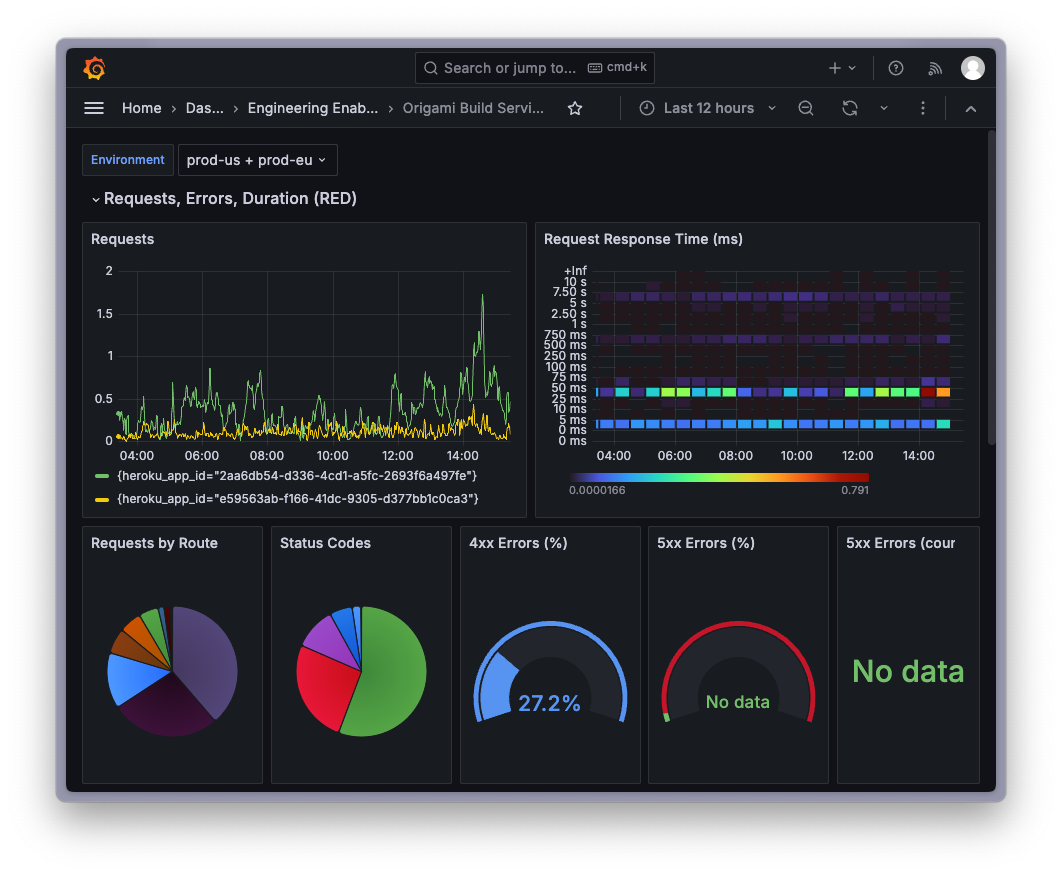 Search or jump to... cmd+k
Home › Das... › Engineering Enab... › Origami Build Servi...
Last 12 hours
Environment
prod-us + prod-eu
Requests, Errors, Duration (RED)
Requests
2
1.5
1
0.5
0
04:00 06:00 08:00 10:00 12:00 14:00
{heroku_app_id="2aa6db54-d336-4cd1-a5fc-2693f6a497fe"}
{heroku_app_id="e59563ab-f166-41dc-9305-d377bb1c0ca3"}
Request Response Time (ms)
+Inf
10 s
7.50 s
5 s
2.50 s
1 s
750 ms
500 ms
250 ms
100 ms
75 ms
50 ms
25 ms
10 ms
5 ms
0 ms
0 ms
04:00 06:00 08:00 10:00 12:00 14:00
0.0000166 0.791
Requests by Route
Status Codes
4xx Errors (%)
27.2%
5xx Errors (%)
No data
5xx Errors (cour
No data